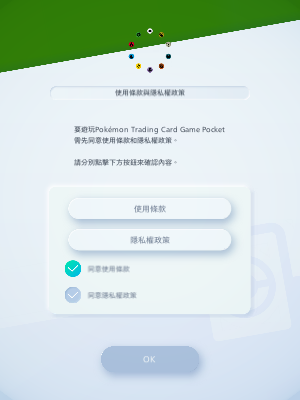 使用條款與隱私權政策
要遊玩Pokémon Trading Card Game Pocket
需先同意使用條款和隱私權政策。
請分別點擊下方按鈕來確認內容。
使用條款
隱私權政策
同意使用條款
同意隱私權政策
OK